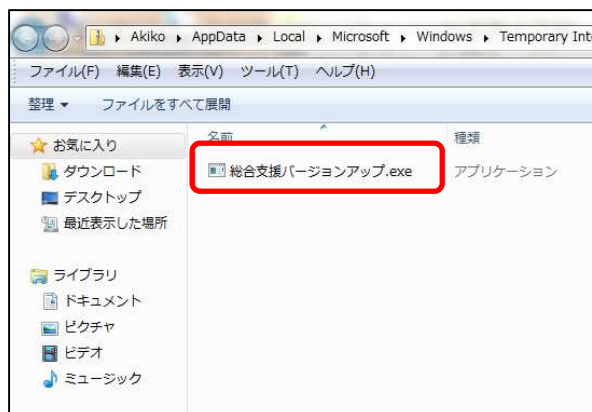 Akiko ▸ AppData ▸ Local ▸ Microsoft ▸ Windows ▸ Temporary Int
ファイル(F) 編集(E) 表示(V) ツール(T) ヘルプ(H)
整理 ▼ ファイルをすべて展開
名前 種類
お気に入り
総合支援バージョンアップ.exe アプリケーション
ダウンロード
デスクトップ
最近表示した場所
ライブラリ
ドキュメント
ピクチャ
ビデオ
ミュージック